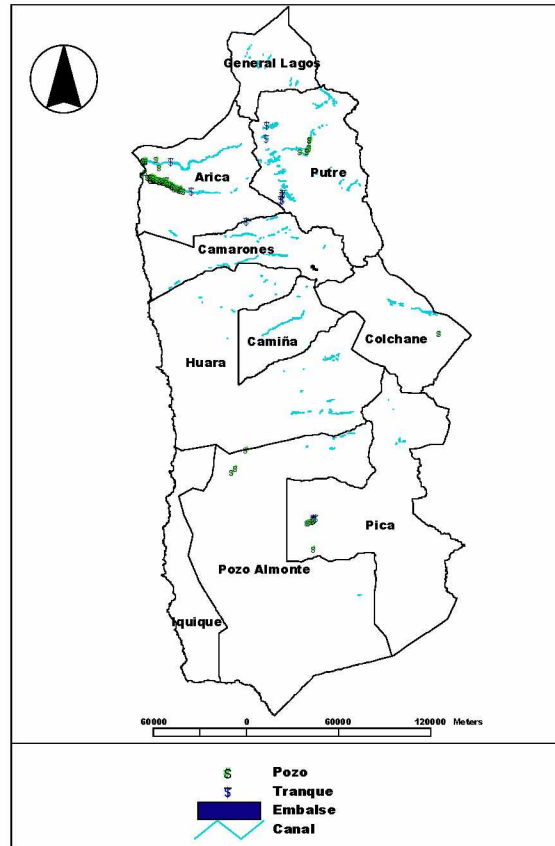 General Lagos
Putre
Arica
Camarones
Colchane
Camiña
Huara
Pica
Pozo Almonte
Iquique
60000 0 60000 120000 Meters
Pozo
Tranque
Embalse
Canal